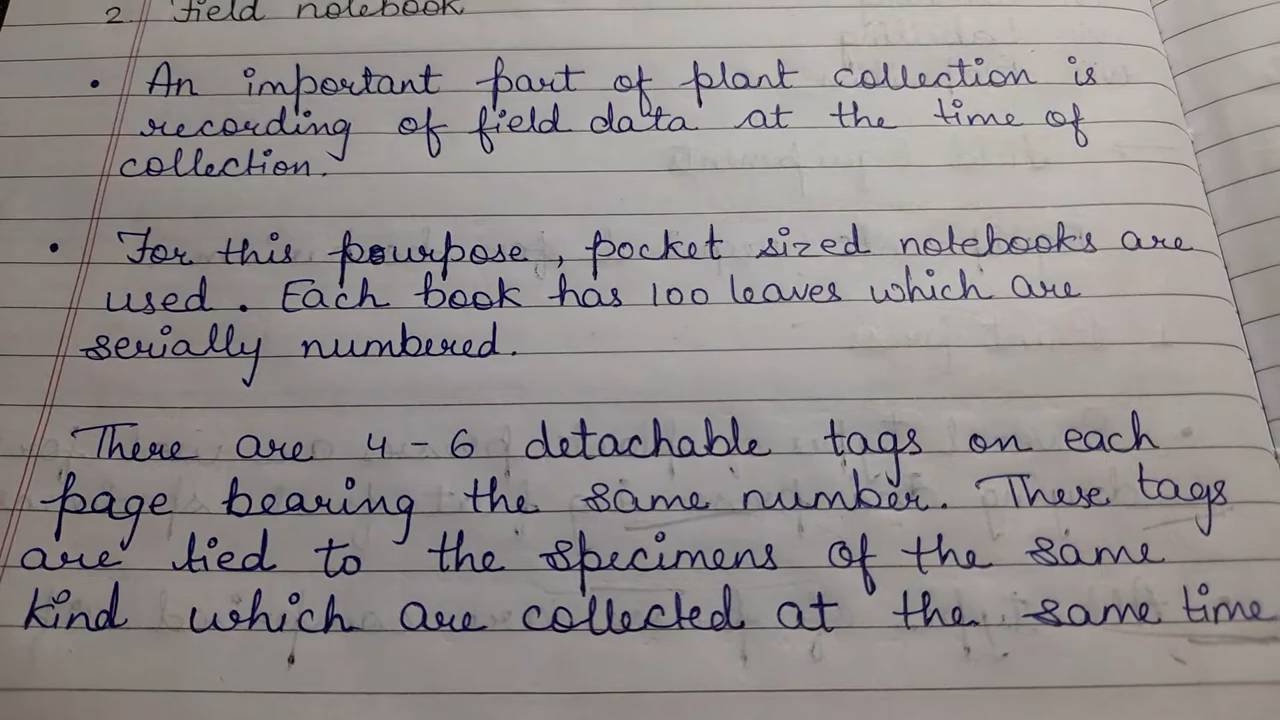 2 field notebook
• An important part of plant collection is
recording of field data at the time of
collection.
• For this pourpose, pocket sized notebooks are
used. Each book has 100 leaves which are
serially numbered.
There are 4-6 detachable tags on each
page bearing the same number. These tags
are tied to the specimens of the same
kind which are collected at the same time